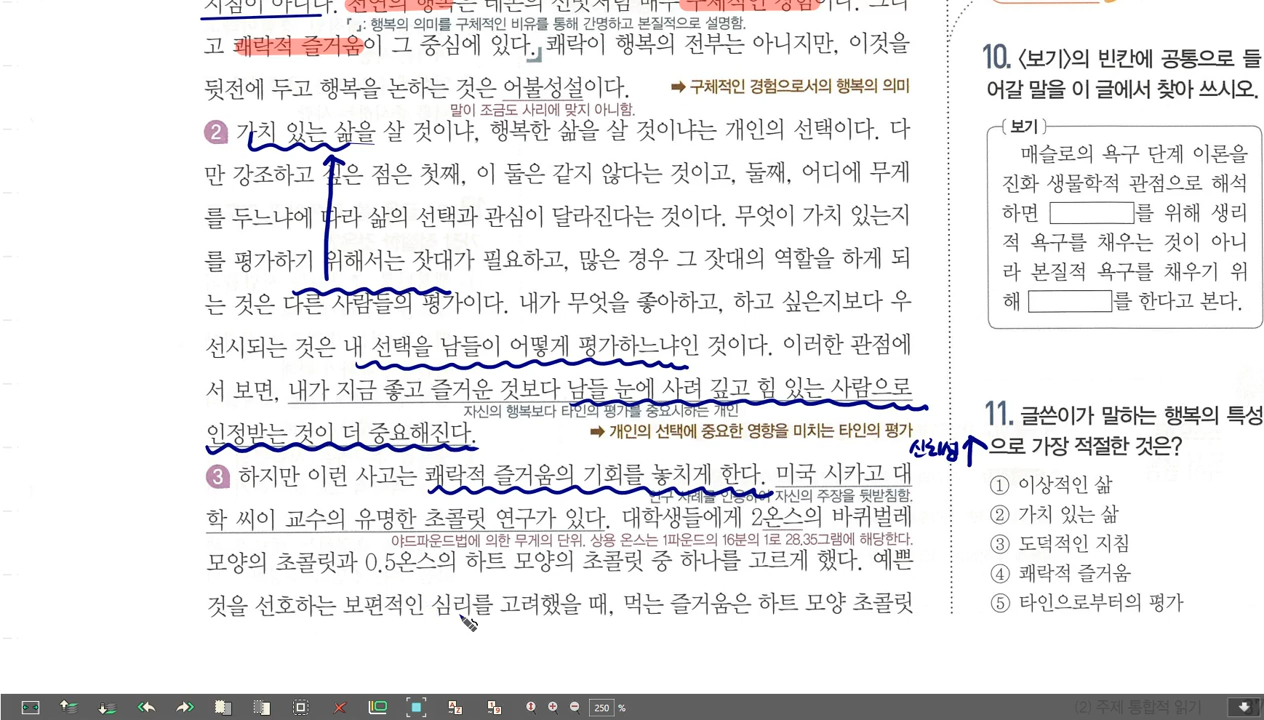 지침이 아니다. 천연의 행복은 레몬의 신맛처럼 매우 구체적인 경험이다. 그리
「 」: 행복의 의미를 구체적인 비유를 통해 간명하고 본질적으로 설명함.
고 쾌락적 즐거움이 그 중심에 있다.」 쾌락이 행복의 전부는 아니지만, 이것을
뒷전에 두고 행복을 논하는 것은 어불성설이다.
➡ 구체적인 경험으로서의 행복의 의미
말이 조금도 사리에 맞지 아니함.
2 가치 있는 삶을 살 것이냐, 행복한 삶을 살 것이냐는 개인의 선택이다. 다
만 강조하고 싶은 점은 첫째, 이 둘은 같지 않다는 것이고, 둘째, 어디에 무게
를 두느냐에 따라 삶의 선택과 관심이 달라진다는 것이다. 무엇이 가치 있는지
를 평가하기 위해서는 잣대가 필요하고, 많은 경우 그 잣대의 역할을 하게 되
는 것은 다른 사람들의 평가이다. 내가 무엇을 좋아하고, 하고 싶은지보다 우
선시되는 것은 내 선택을 남들이 어떻게 평가하느냐인 것이다. 이러한 관점에
서 보면, 내가 지금 좋고 즐거운 것보다 남들 눈에 사려 깊고 힘 있는 사람으로
자신의 행복보다 타인의 평가를 중요시하는 개인
인정받는 것이 더 중요해진다.
➡ 개인의 선택에 중요한 영향을 미치는 타인의 평가
신뢰성↑
3 하지만 이런 사고는 쾌락적 즐거움의 기회를 놓치게 한다. 미국 시카고 대
연구 사례를 인용하여 자신의 주장을 뒷받침함.
학 씨이 교수의 유명한 초콜릿 연구가 있다. 대학생들에게 2온스의 바퀴벌레
야드파운드법에 의한 무게의 단위. 상용 온스는 1파운드의 16분의 1로 28.35그램에 해당한다.
모양의 초콜릿과 0.5온스의 하트 모양의 초콜릿 중 하나를 고르게 했다. 예쁜
것을 선호하는 보편적인 심리를 고려했을 때, 먹는 즐거움은 하트 모양 초콜릿
10. 〈보기〉의 빈칸에 공통으로 들
어갈 말을 이 글에서 찾아 쓰시오.
보기
매슬로의 욕구 단계 이론을
진화 생물학적 관점으로 해석
하면 를 위해 생리
적 욕구를 채우는 것이 아니
라 본질적 욕구를 채우기 위
해 를 한다고 본다.
11. 글쓴이가 말하는 행복의 특성
으로 가장 적절한 것은?
① 이상적인 삶
② 가치 있는 삶
③ 도덕적인 지침
④ 쾌락적 즐거움
⑤ 타인으로부터의 평가
250 %
(2) 주제 통합적 읽기